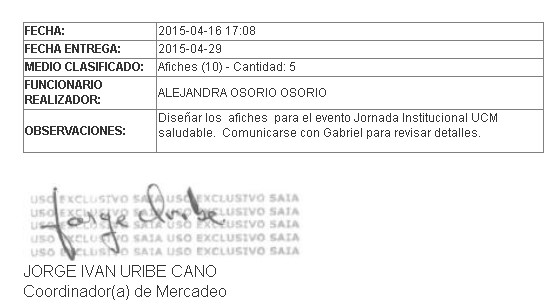 FECHA: 2015-04-16 17:08
FECHA ENTREGA: 2015-04-29
MEDIO CLASIFICADO: Afiches (10) - Cantidad: 5
FUNCIONARIO
REALIZADOR: ALEJANDRA OSORIO OSORIO
OBSERVACIONES: Diseñar los afiches para el evento Jornada Institucional UCM
saludable. Comunicarse con Gabriel para revisar detalles.
USO EXCLUSIVO SAIA USO EXCLUSIVO SAIA
USO EXCLUSIVO SAIA USO EXCLUSIVO SAIA
Jorge Uribe
USO EXCLUSIVO SAIA USO EXCLUSIVO SAIA
USO EXCLUSIVO SAIA USO EXCLUSIVO SAIA
USO EXCLUSIVO SAIA USO EXCLUSIVO SAIA
JORGE IVAN URIBE CANO
Coordinador(a) de Mercadeo